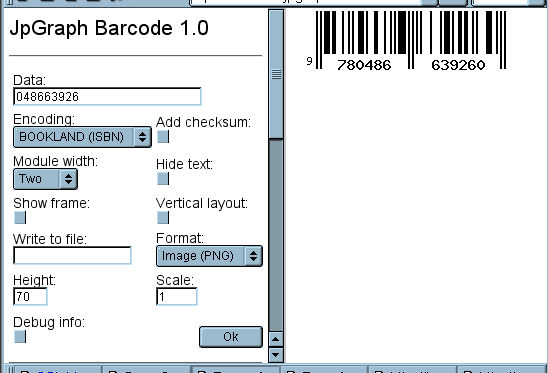 JpGraph Barcode 1.0
Data:
048663926
Encoding:
BOOKLAND (ISBN)
Add checksum:
Module width:
Two
Hide text:
Show frame:
Vertical layout:
Write to file:
Format:
Image (PNG)
Height:
70
Scale:
1
Debug info:
Ok
9 780486 639260